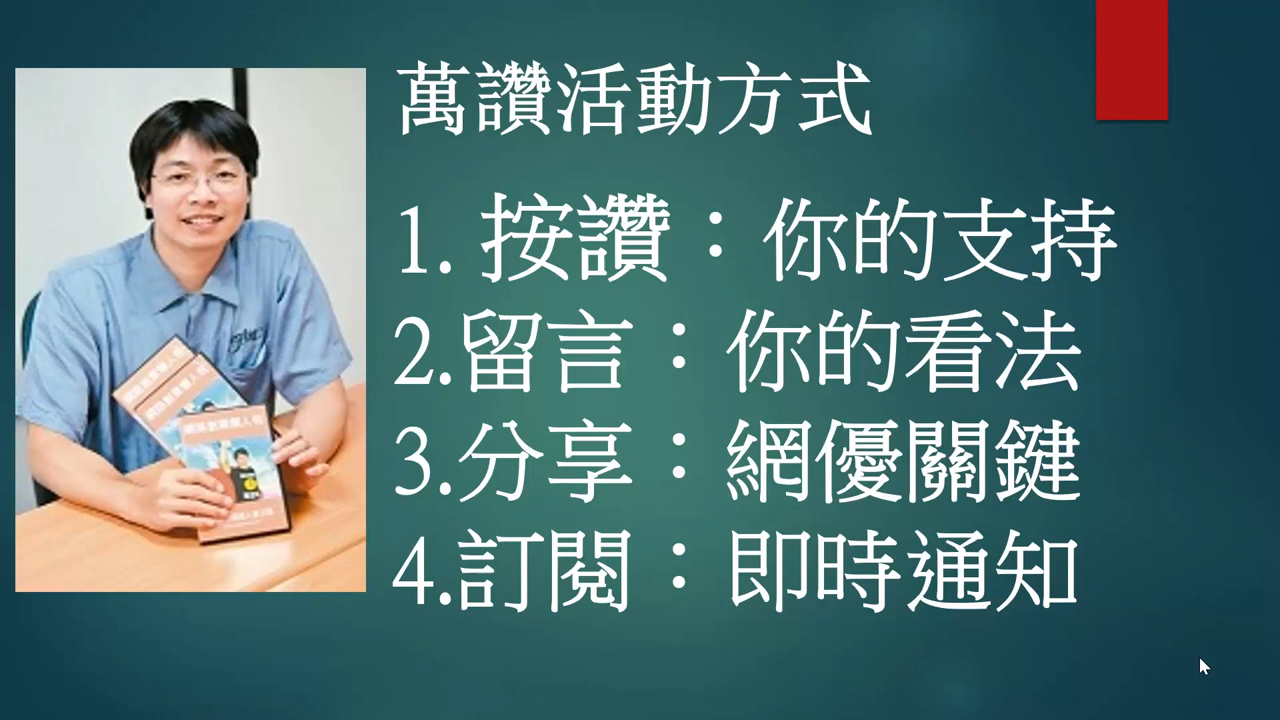 萬讚活動方式
1. 按讚：你的支持
2.留言：你的看法
3.分享：網優關鍵
4.訂閱：即時通知